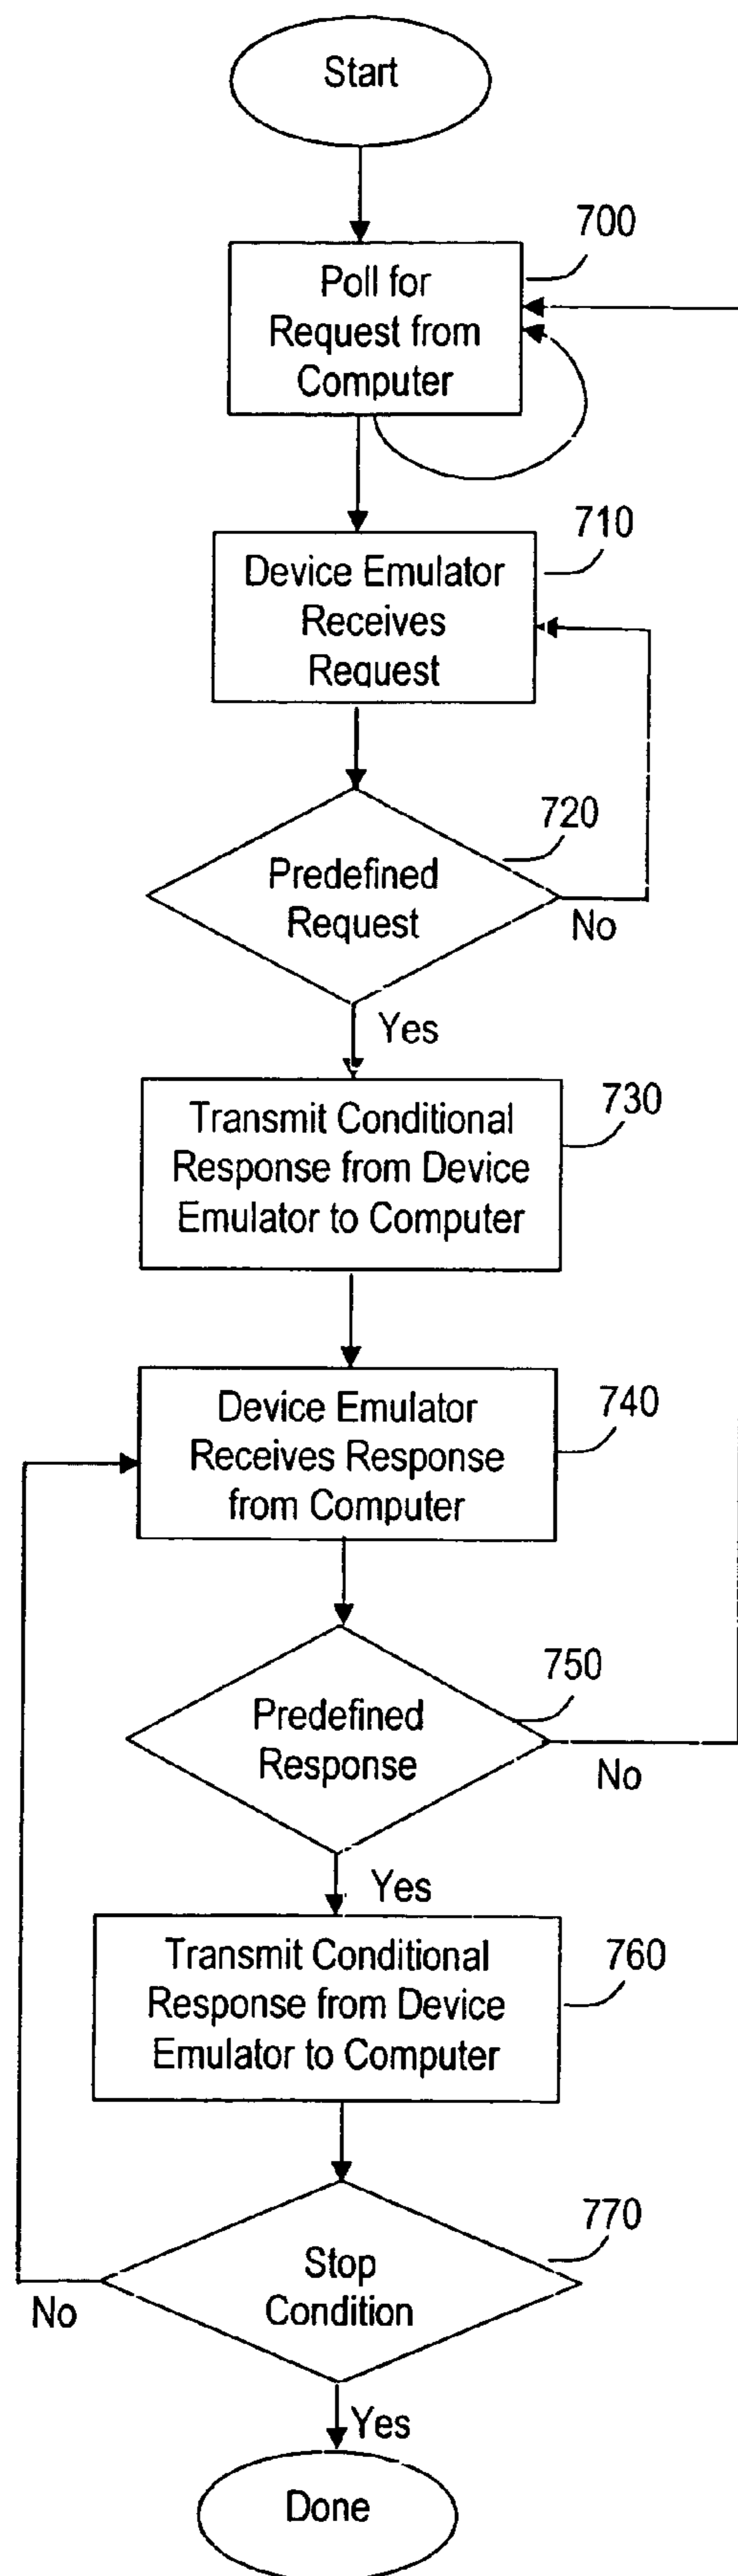 Start
700
Poll for
Request from
Computer
710
Device Emulator
Receives
Request
720
Predefined
Request
No
Yes
730
Transmit Conditional
Response from Device
Emulator to Computer
740
Device Emulator
Receives Response
from Computer
750
Predefined
Response
No
Yes
760
Transmit Conditional
Response from Device
Emulator to Computer
770
Stop
Condition
No
Yes
Done